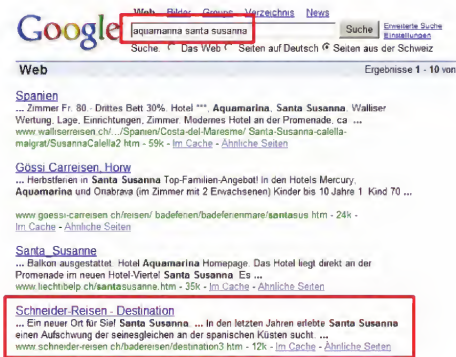 Web Bilder Groups Verzeichnis News
Google
aquamarina santa susanna
Suche
Erweiterte Suche
Einstellungen
Suche: Das Web Seiten auf Deutsch Seiten aus der Schweiz
Web
Ergebnisse 1 - 10 von
Spanien
... Zimmer Fr. 80.- Drittes Bett 30%. Hotel ***, Aquamarina, Santa Susanna. Walliser
Wertung, Lage, Einrichtungen, Zimmer. Modernes Hotel an der Promenade, ca ...
www.walliserreisen.ch/.../Spanien/Costa-del-Maresme/ Santa-Susanna-calella-
malgrat/SusannaCalella2.htm - 59k - Im Cache - Ähnliche Seiten
Gössi Carreisen, Horw
... Herbstferien in Santa Susanna Top-Familien-Angebot! In den Hotels Mercury,
Aquamarina und Onabrava (im Zimmer mit 2 Erwachsenen) Kinder bis 10 Jahre 1. Kind 70 ...
www.goessi-carreisen.ch/reisen/ badeferien/badeferienmare/santasus.htm - 24k -
Im Cache - Ähnliche Seiten
Santa_Susanne
... Balkon ausgestattet. Hotel Aquamarina Homepage. Das Hotel liegt direkt an der
Promenade im neuen Hotel-Viertel Santa Susanna. Es ...
www.liechtibelp.ch/santasusanne.htm - 35k - Im Cache - Ähnliche Seiten
Schneider-Reisen - Destination
... Ein neuer Ort für Sie! Santa Susanna. ... In den letzten Jahren erlebte Santa Susanna
einen Aufschwung der seinesgleichen an der spanischen Küsten sucht. ...
www.schneider-reisen.ch/badereisen/destination3.htm - 12k - Im Cache - Ähnliche Seiten